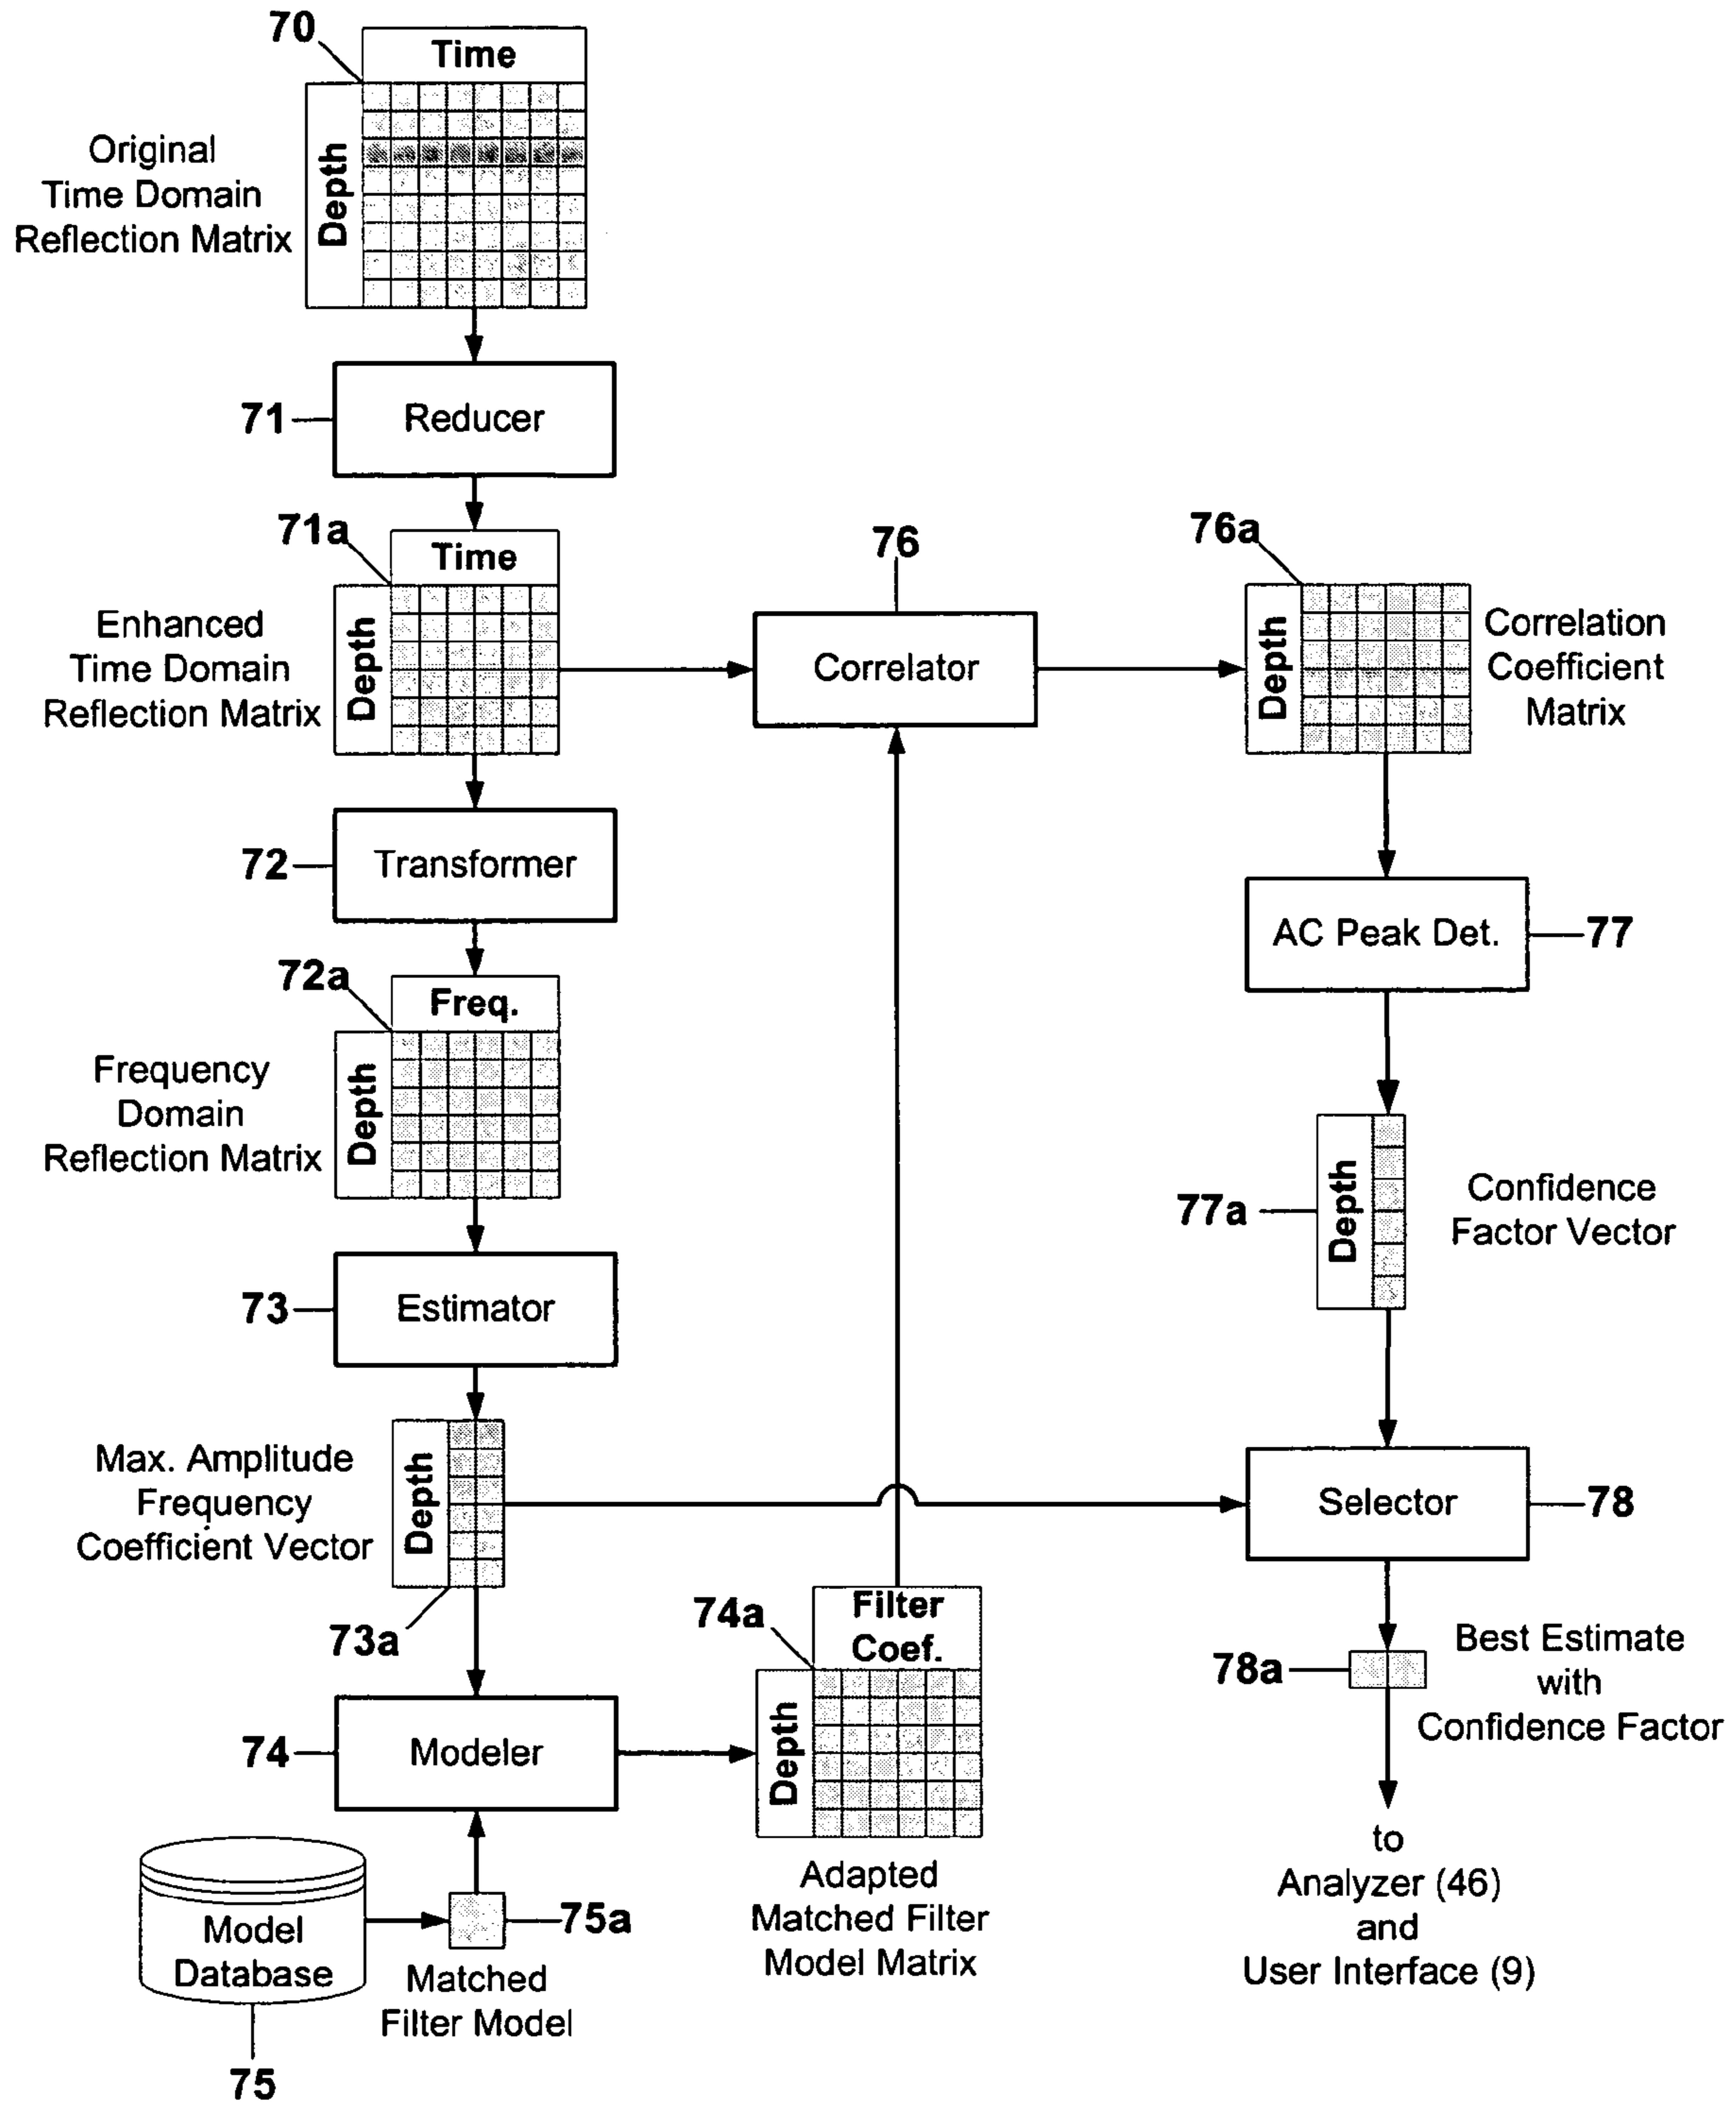 70
Time
Depth
Original
Time Domain
Reflection Matrix
71
Reducer
71a
Time
Depth
Enhanced
Time Domain
Reflection Matrix
76
Correlator
76a
Depth
Correlation
Coefficient
Matrix
72
Transformer
AC Peak Det.
77
72a
Freq.
Depth
Frequency
Domain
Reflection Matrix
77a
Depth
Confidence
Factor Vector
73
Estimator
Max. Amplitude
Frequency
Coefficient Vector
Depth
73a
Selector
78
74a
Filter
Coef.
Depth
78a
Best Estimate
with
Confidence Factor
74
Modeler
to
Analyzer (46)
and
User Interface (9)
Adapted
Matched Filter
Model Matrix
Model
Database
75a
Matched
Filter Model
75